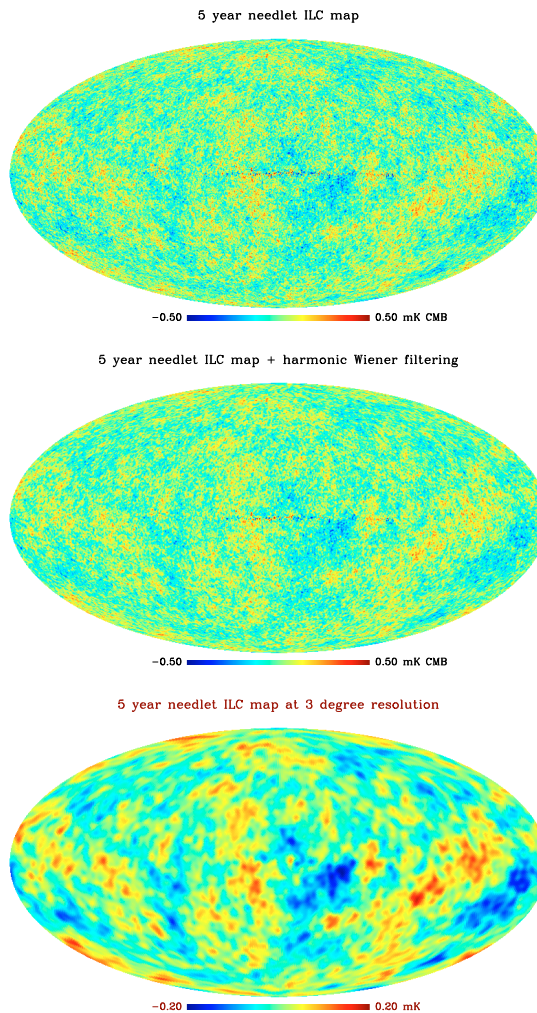 5 year needlet ILC map
−0.50 0.50 mK CMB
5 year needlet ILC map + harmonic Wiener filtering
−0.50 0.50 mK CMB
5 year needlet ILC map at 3 degree resolution
−0.20 0.20 mK